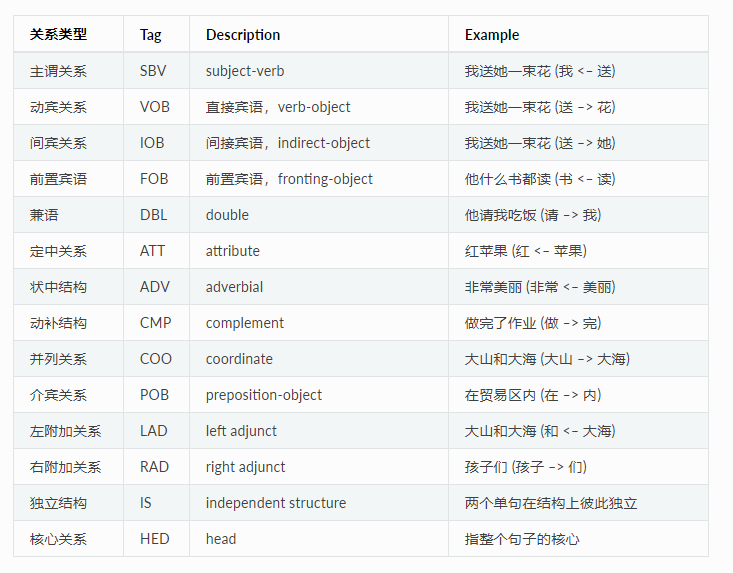 关系类型 Tag Description Example
主谓关系 SBV subject-verb 我送她一束花 (我 <– 送)
动宾关系 VOB 直接宾语，verb-object 我送她一束花 (送 –> 花)
间宾关系 IOB 间接宾语，indirect-object 我送她一束花 (送 –> 她)
前置宾语 FOB 前置宾语，fronting-object 他什么书都读 (书 <– 读)
兼语 DBL double 他请我吃饭 (请 –> 我)
定中关系 ATT attribute 红苹果 (红 <– 苹果)
状中结构 ADV adverbial 非常美丽 (非常 <– 美丽)
动补结构 CMP complement 做完了作业 (做 –> 完)
并列关系 COO coordinate 大山和大海 (大山 –> 大海)
介宾关系 POB preposition-object 在贸易区内 (在 –> 内)
左附加关系 LAD left adjunct 大山和大海 (和 <– 大海)
右附加关系 RAD right adjunct 孩子们 (孩子 –> 们)
独立结构 IS independent structure 两个单句在结构上彼此独立
核心关系 HED head 指整个句子的核心